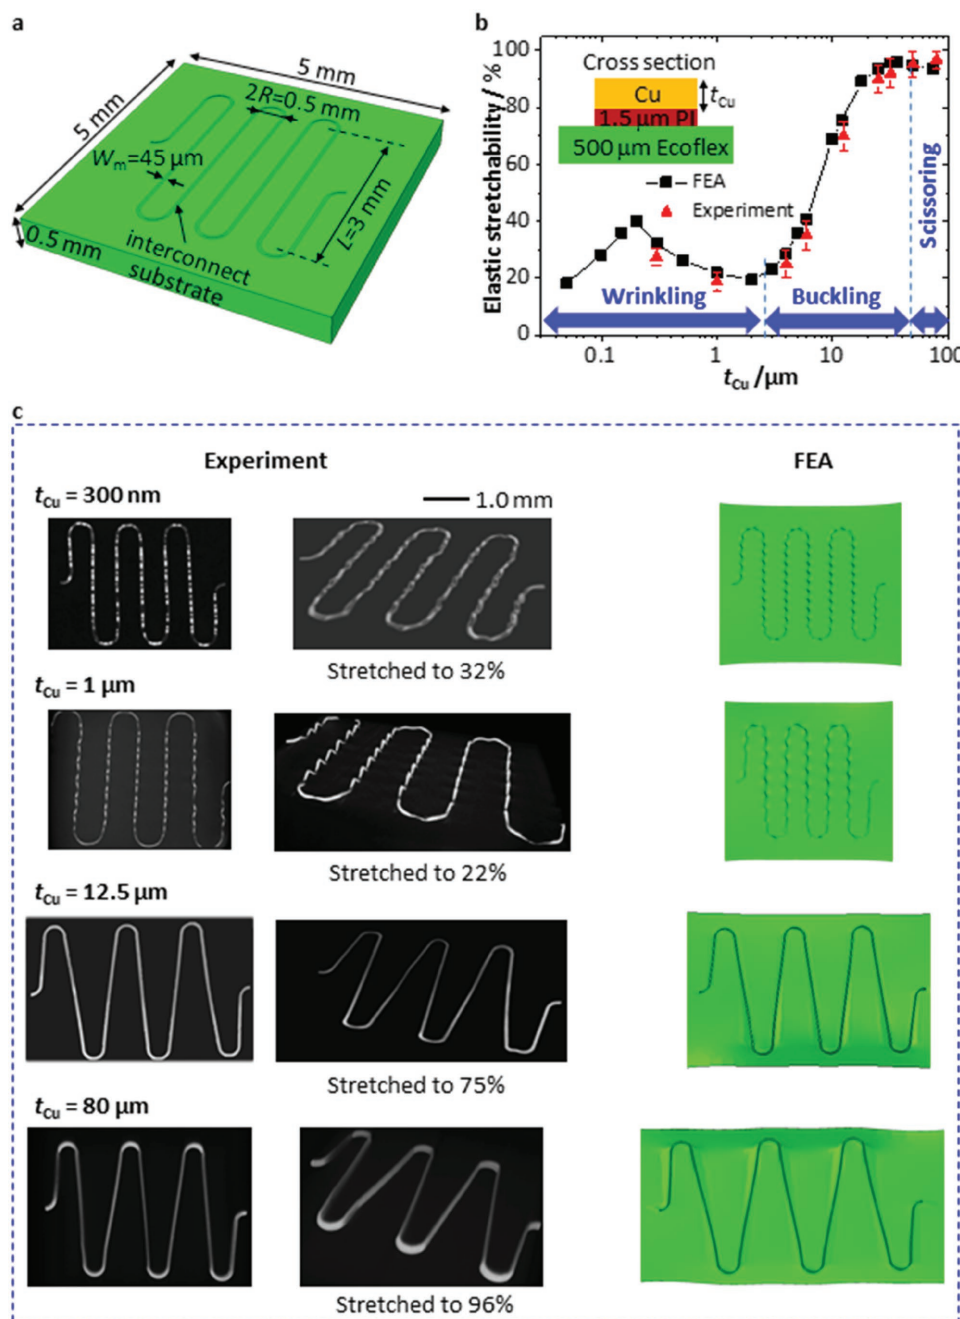 a
5 mm
5 mm
2R=0.5 mm
Wm=45 μm
L=3 mm
0.5 mm
interconnect
substrate
b
Elastic stretchability / %
100
80
60
40
20
0
Cross section
Cu
tCu
1.5 μm PI
500 μm Ecoflex
FEA
Experiment
Wrinkling
Buckling
Scissoring
0.1
1
10
100
tCu /μm
c
Experiment
FEA
tCu = 300 nm
1.0 mm
Stretched to 32%
tCu = 1 μm
Stretched to 22%
tCu = 12.5 μm
Stretched to 75%
tCu = 80 μm
Stretched to 96%